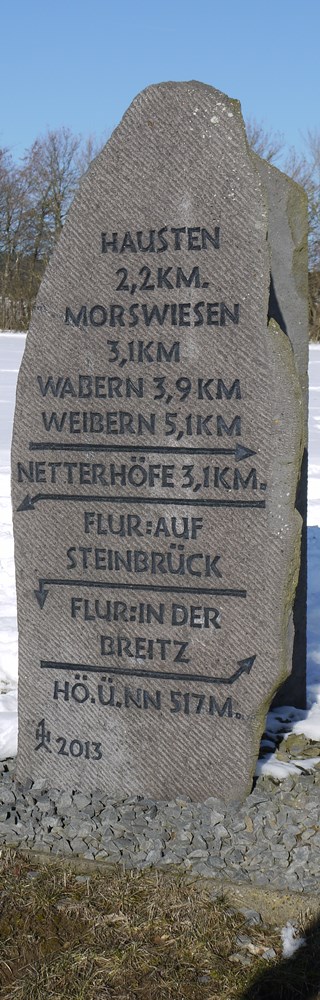 HAUSTEN
2,2KM.
MORSWIESEN
3,1KM
WABERN 3,9KM
WEIBERN 5,1KM
NETTERHÖFE 3,1KM.
FLUR:AUF
STEINBRÜCK
FLUR:IN DER
BREITZ
HÖ.Ü.NN 517M.
2013